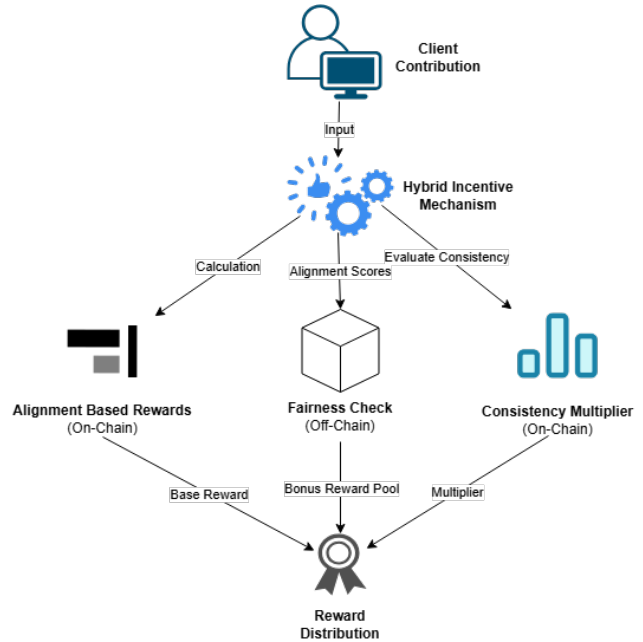 Client
Contribution
Input
Hybrid Incentive
Mechanism
Calculation
Alignment Scores
Evaluate Consistency
Alignment Based Rewards
(On-Chain)
Fairness Check
(Off-Chain)
Consistency Multiplier
(On-Chain)
Base Reward
Bonus Reward Pool
Multiplier
Reward
Distribution